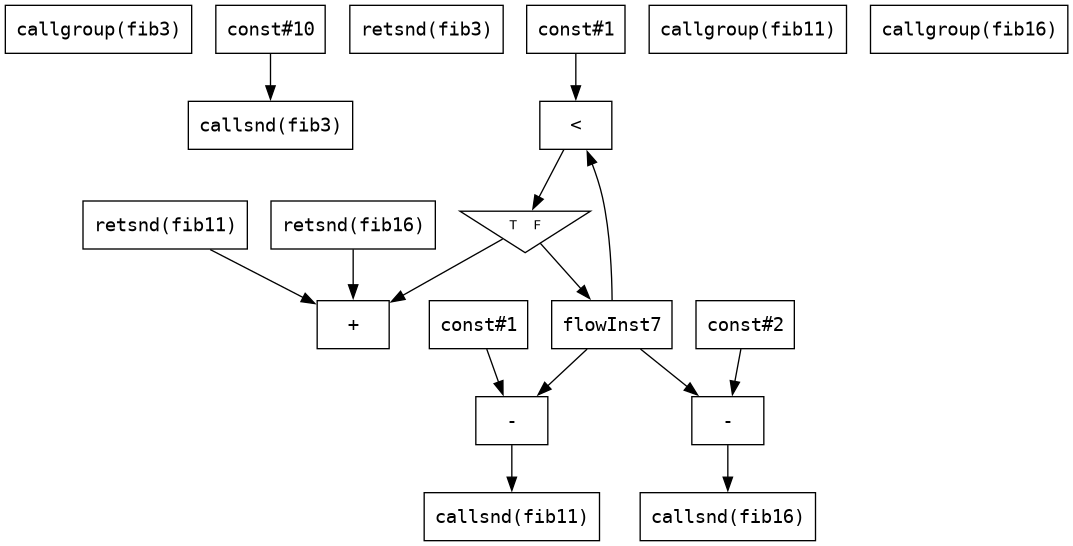 callgroup(fib3)
const#10
retsnd(fib3)
const#1
callgroup(fib11)
callgroup(fib16)
callsnd(fib3)
<
retsnd(fib11)
retsnd(fib16)
T F
+
const#1
flowInst7
const#2
-
-
callsnd(fib11)
callsnd(fib16)